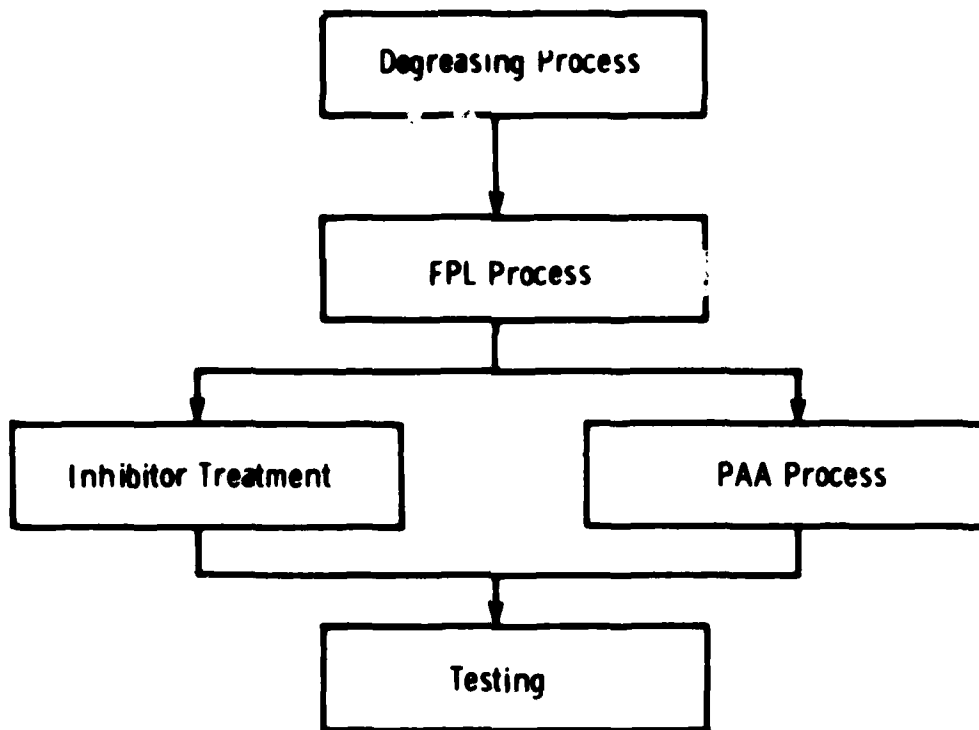 Degreasing Process
FPL Process
Inhibitor Treatment
PAA Process
Testing